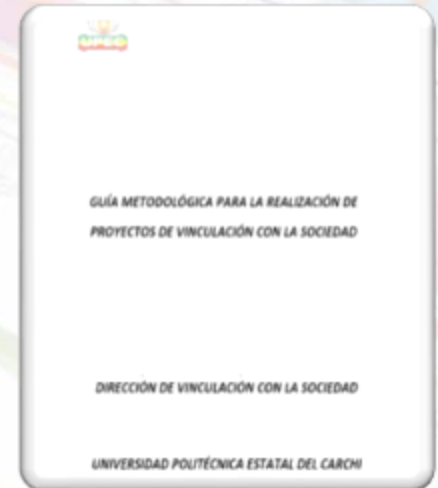 UPEC
GUÍA METODOLÓGICA PARA LA REALIZACIÓN DE
PROYECTOS DE VINCULACIÓN CON LA SOCIEDAD
DIRECCIÓN DE VINCULACIÓN CON LA SOCIEDAD
UNIVERSIDAD POLITÉCNICA ESTATAL DEL CARCHI